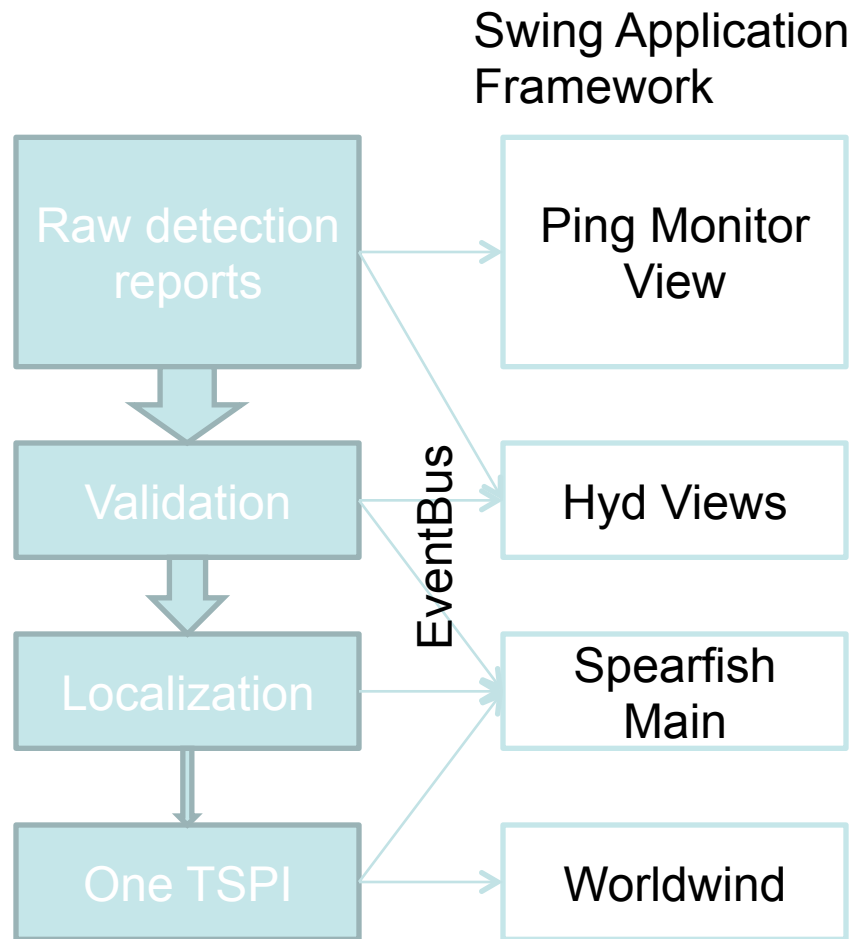 Swing Application
Framework
Raw detection
reports
Ping Monitor
View
EventBus
Validation
Hyd Views
Localization
Spearfish
Main
One TSPI
Worldwind